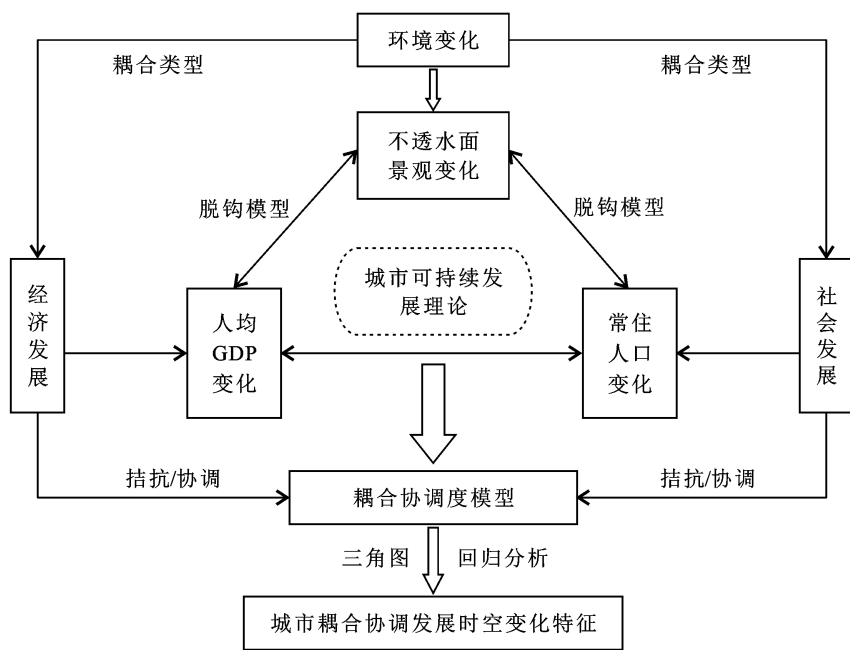 环境变化
耦合类型
耦合类型
不透水面
景观变化
脱钩模型
脱钩模型
城市可持续发
展理论
经
济
发
展
人均
GDP
变化
常住
人口
变化
社
会
发
展
拮抗/协调
拮抗/协调
耦合协调度模型
三角图
回归分析
城市耦合协调发展时空变化特征